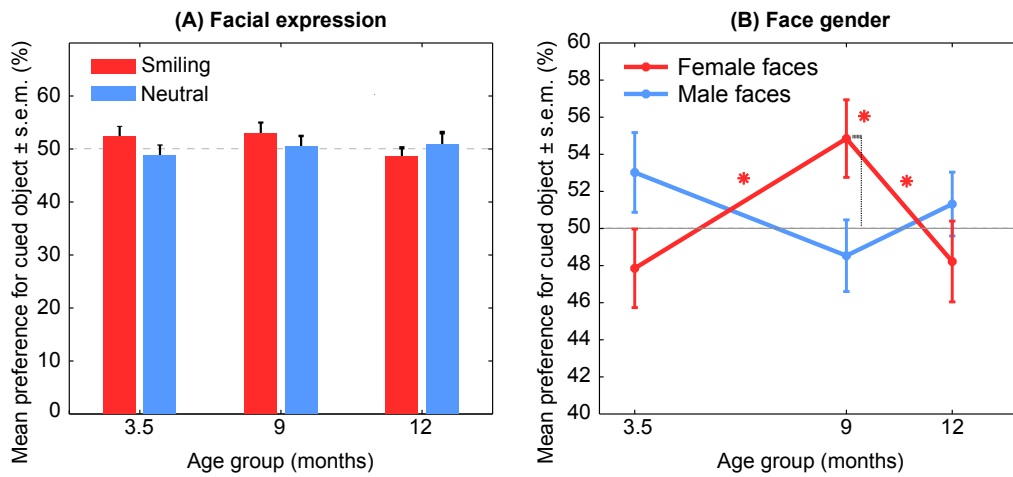 (A) Facial expression
Mean preference for cued object ± s.e.m. (%)
60
50
40
30
20
10
0
Smiling
Neutral
3.5
9
12
Age group (months)
(B) Face gender
Mean preference for cued object ± s.e.m. (%)
60
58
56
54
52
50
48
46
44
42
40
Female faces
Male faces
*
*
*
3.5
9
12
Age group (months)